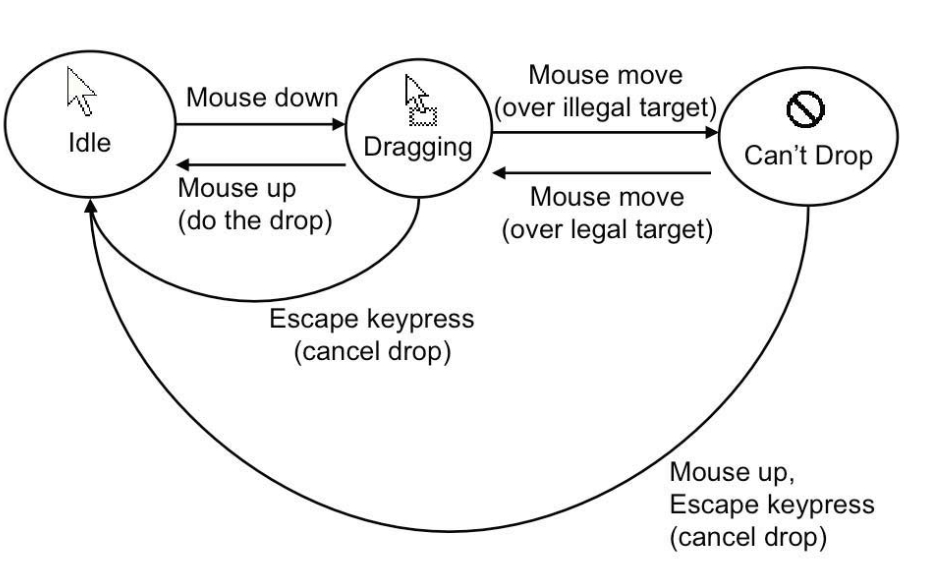 Idle
Mouse down
Mouse up
(do the drop)
Dragging
Mouse move
(over illegal target)
Mouse move
(over legal target)
Can't Drop
Escape keypress
(cancel drop)
Mouse up,
Escape keypress
(cancel drop)